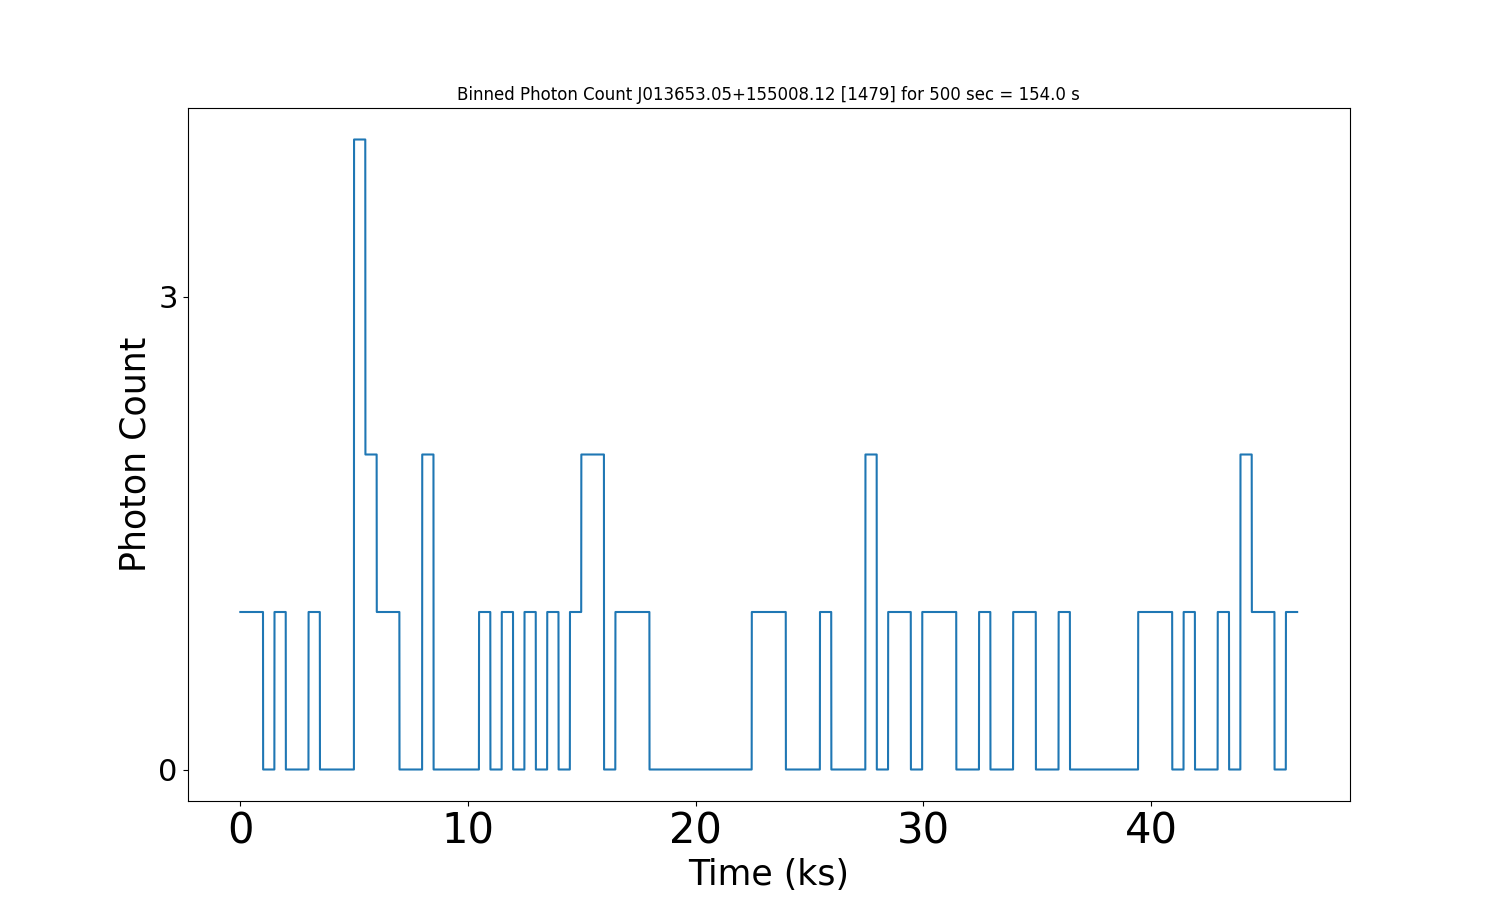 Binned Photon Count J013653.05+155008.12 [1479] for 500 sec = 154.0 s
Photon Count
3
0
0 10 20 30 40
Time (ks)